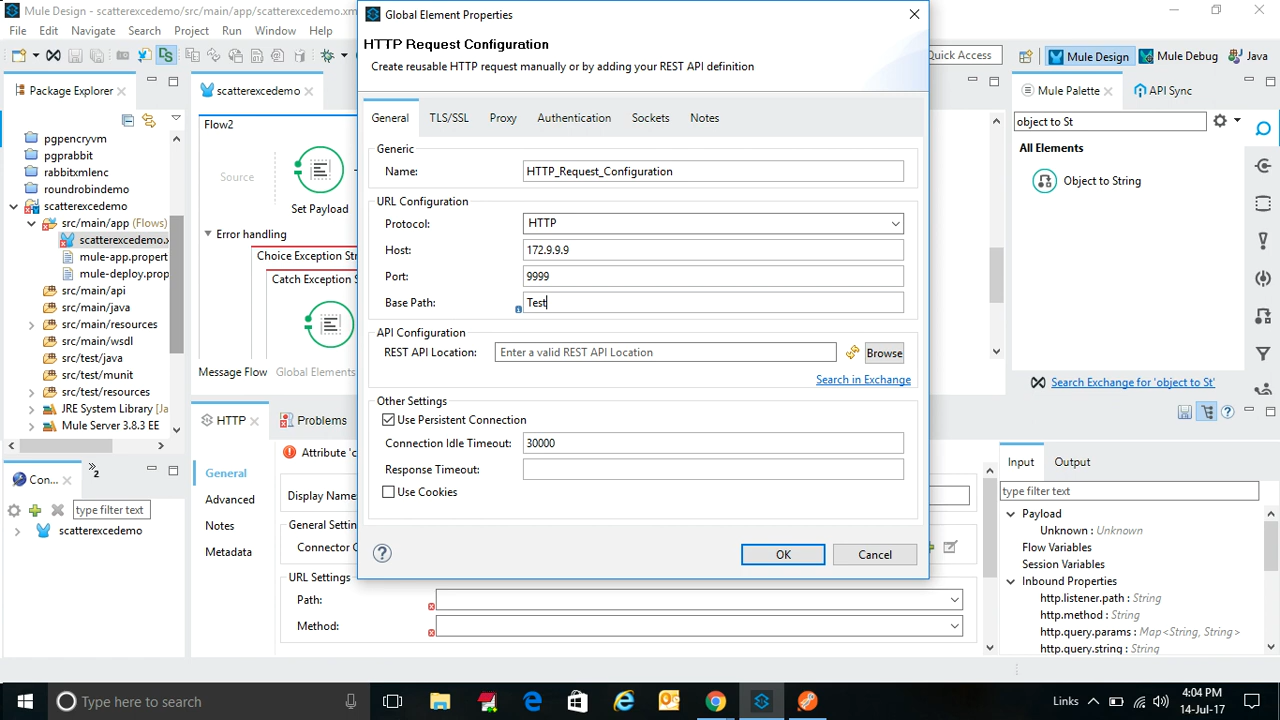 Mule Design - scatterexcedemo/src/main/app/scatterexcedemo.xm
Global Element Properties
File Edit Navigate Search Project Run Window Help
HTTP Request Configuration
Create reusable HTTP request manually or by adding your REST API definition
Quick Access
Mule Design
Mule Debug
Java
Package Explorer
scatterexcedemo
General
TLS/SSL
Proxy
Authentication
Sockets
Notes
Mule Palette
API Sync
object to St
All Elements
Object to String
Search Exchange for 'object to St'
pgpencryvm
pgprabbit
rabbitxmlenc
roundrobindemo
scatterexcedemo
src/main/app (Flows)
scatterexcedemo.x
mule-app.propert
mule-deploy.prop
src/main/api
src/main/java
src/main/resources
src/main/wsdl
src/test/java
src/test/munit
src/test/resources
JRE System Library [Ja
Mule Server 3.8.3 EE
Flow2
Source
Set Payload
Error handling
Choice Exception Str
Catch Exception S
Message Flow
Global Elements
Generic
Name: HTTP_Request_Configuration
URL Configuration
Protocol: HTTP
Host: 172.9.9.9
Port: 9999
Base Path: Test
API Configuration
REST API Location: Enter a valid REST API Location
Browse
Search in Exchange
Other Settings
Use Persistent Connection
Connection Idle Timeout: 30000
Response Timeout:
Use Cookies
OK
Cancel
HTTP
Problems
Attribute 'c
General
Advanced
Notes
Metadata
Display Name
General Settin
Connector C
URL Settings
Path:
Method:
Con...
2
type filter text
scatterexcedemo
Input
Output
type filter text
Payload
Unknown : Unknown
Flow Variables
Session Variables
Inbound Properties
http.listener.path : String
http.method : String
http.query.params : Map<String, String>
http.query.string : String
Type here to search
Links
4:04 PM
14-Jul-17